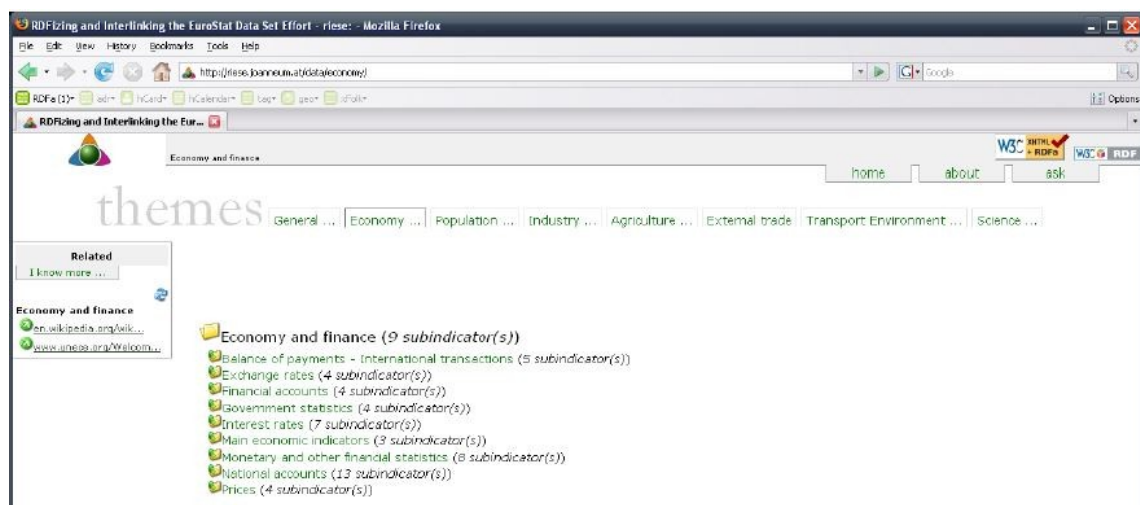 RDFizing and Interlinking the EuroStat Data Set Effort - riese: - Mozilla Firefox
File Edit View History Bookmarks Tools Help
http://riese.joanneum.at/data/economy/ G Google
RDFa (1) adr hCard hCalendar tag geo xFolk Options
RDFizing and Interlinking the Eur...
Economy and finance W3C XHTML + RDFa W3C RDF
home about ask
themes General ... Economy ... Population ... Industry ... Agriculture ... External trade Transport Environment ... Science ...
Related
I know more ...
Economy and finance
en.wikipedia.org/wik...
www.unece.org/Welcom...
Economy and finance (9 subindicator(s))
Balance of payments - International transactions (5 subindicator(s))
Exchange rates (4 subindicator(s))
Financial accounts (4 subindicator(s))
Government statistics (4 subindicator(s))
Interest rates (7 subindicator(s))
Main economic indicators (3 subindicator(s))
Monetary and other financial statistics (6 subindicator(s))
National accounts (13 subindicator(s))
Prices (4 subindicator(s))